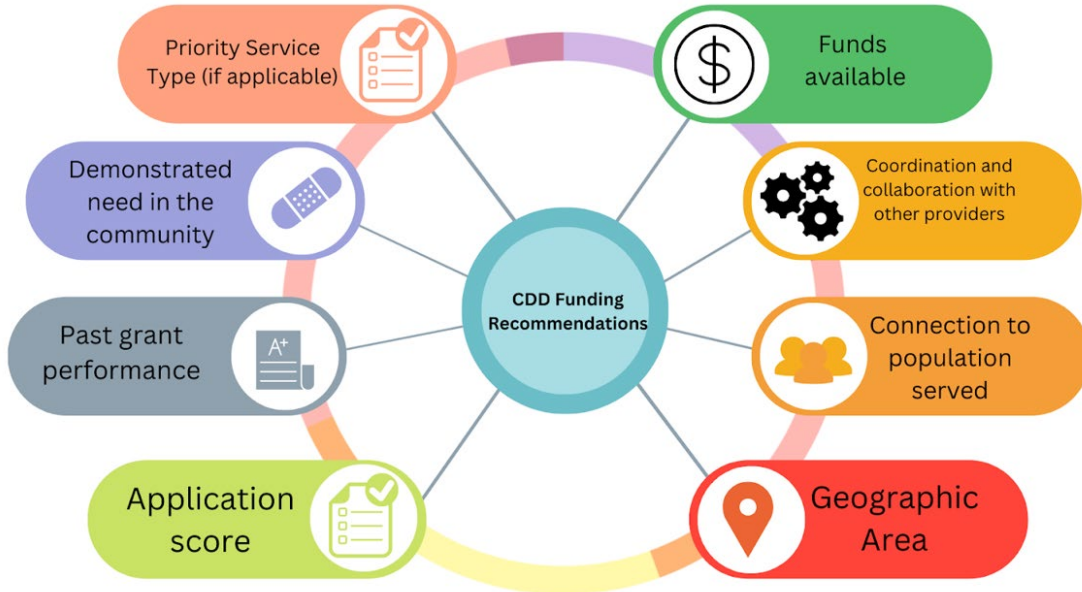 Priority Service
Type (if applicable)
Funds
available
Demonstrated
need in the
community
Coordination and
collaboration with
other providers
CDD Funding
Recommendations
Past grant
performance
A+
Connection to
population
served
Application
score
Geographic
Area